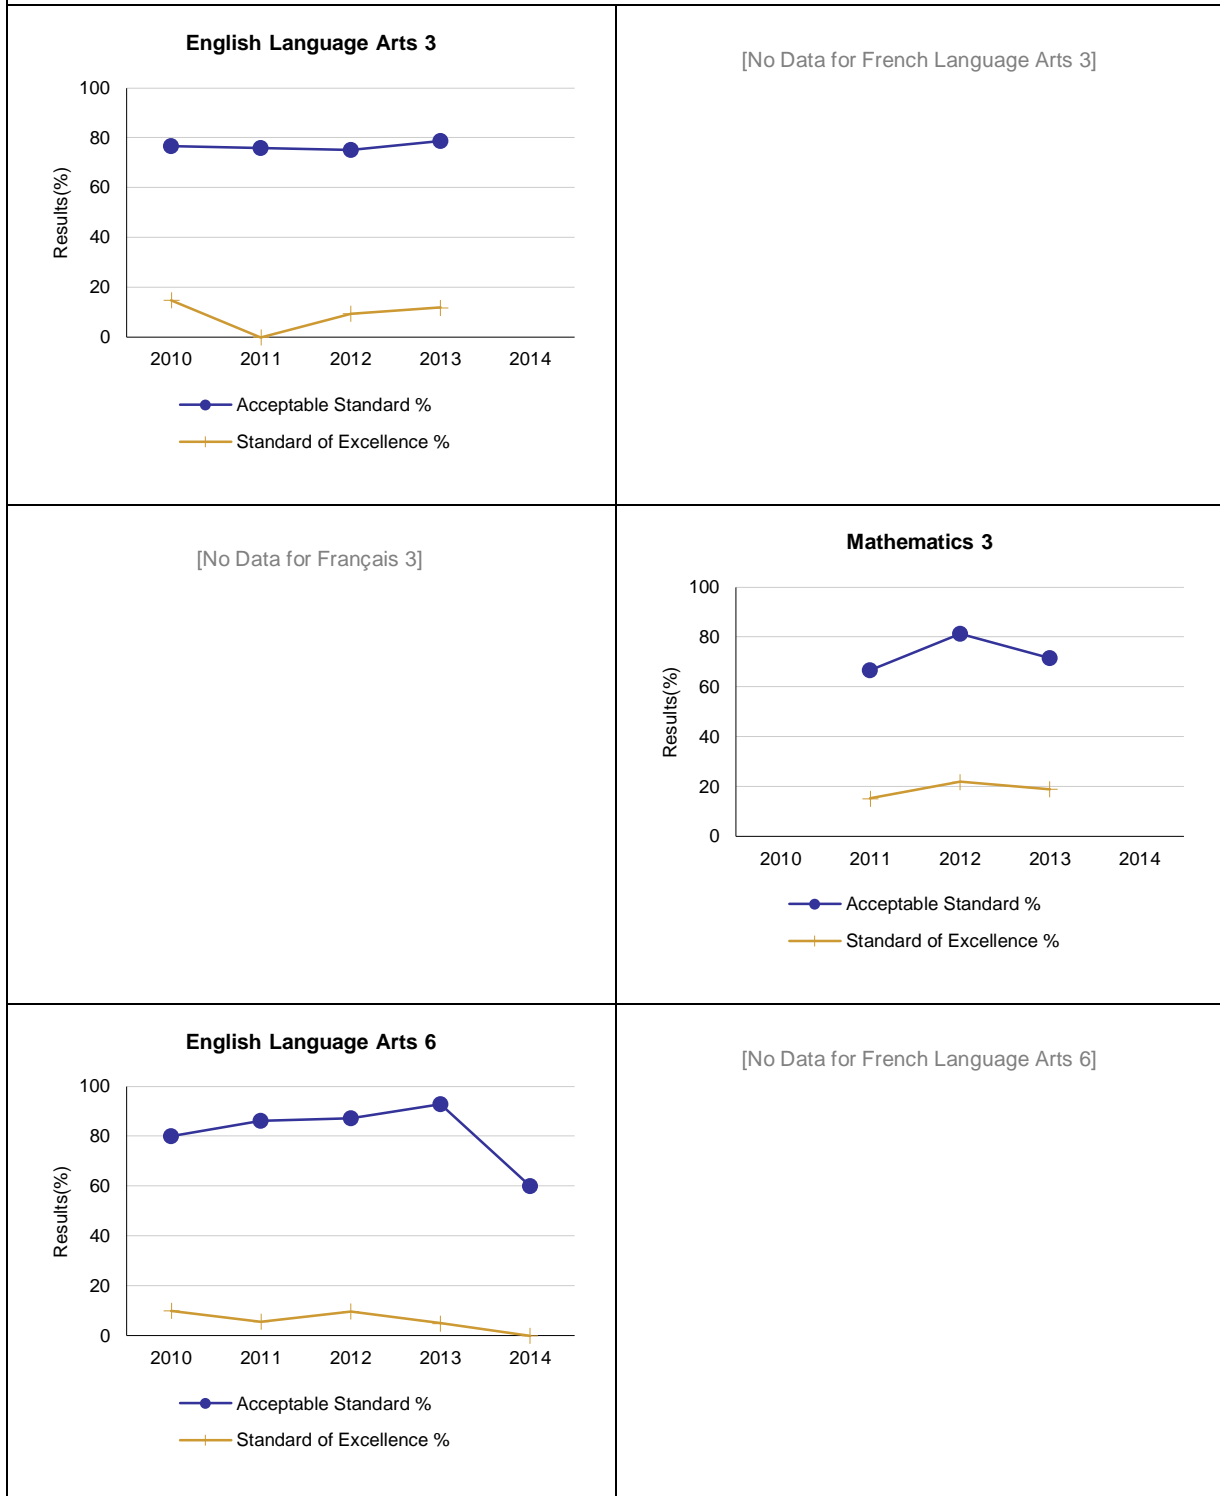 English Language Arts 3
100
80
60
40
20
0
Results(%)
2010 2011 2012 2013 2014
Acceptable Standard %
Standard of Excellence %
[No Data for French Language Arts 3]
[No Data for Français 3]
Mathematics 3
100
80
60
40
20
0
Results(%)
2010 2011 2012 2013 2014
Acceptable Standard %
Standard of Excellence %
English Language Arts 6
100
80
60
40
20
0
Results(%)
2010 2011 2012 2013 2014
Acceptable Standard %
Standard of Excellence %
[No Data for French Language Arts 6]